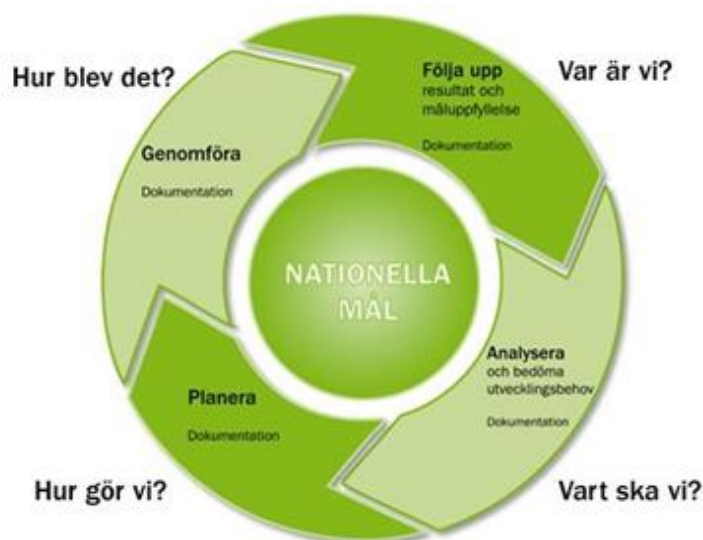 Hur blev det?
Var är vi?
Följa upp
resultat och
måluppfyllelse
Dokumentation
Genomföra
Dokumentation
NATIONELLA
MÅL
Analysera
och bedöma
utvecklingsbehov
Dokumentation
Planera
Dokumentation
Hur gör vi?
Vart ska vi?